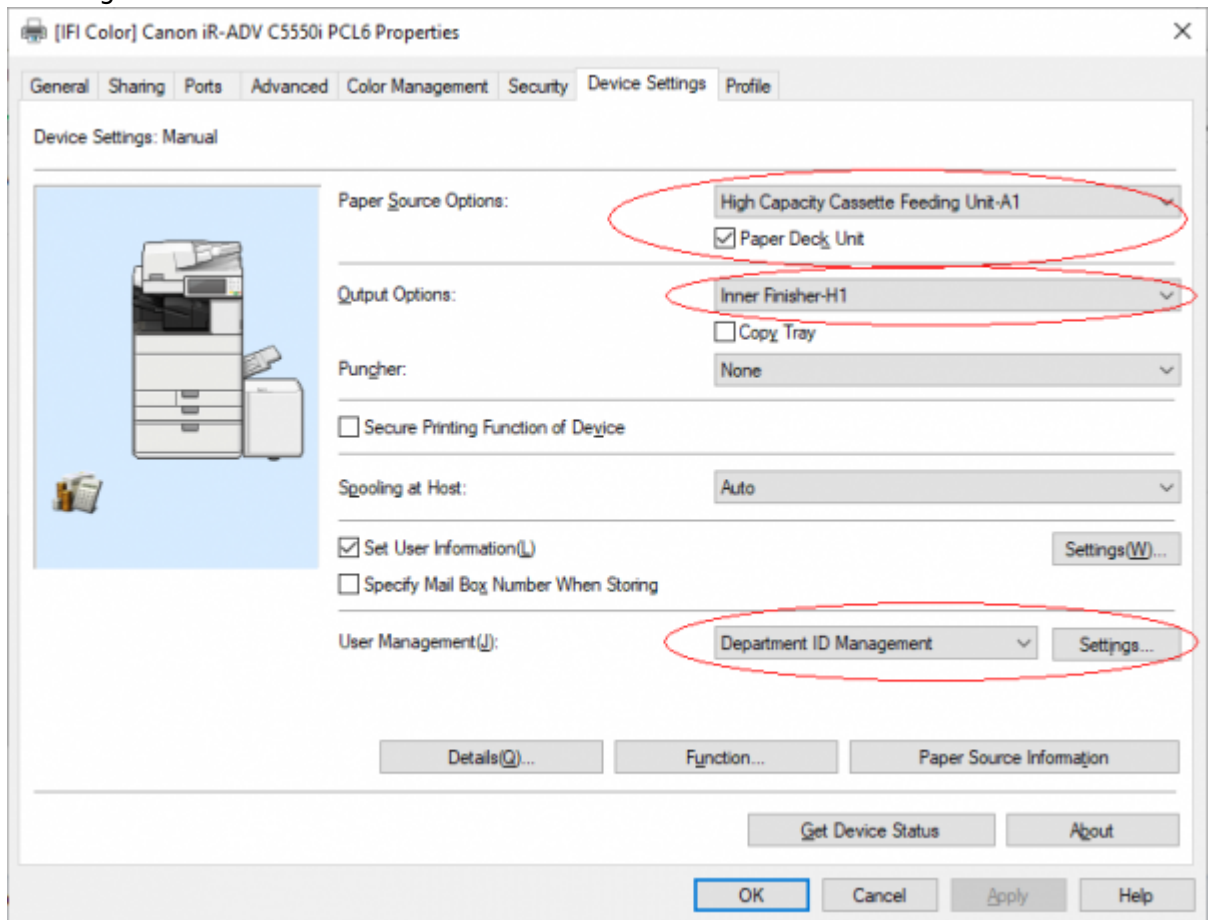 [IFI Color] Canon iR-ADV C5550i PCL6 Properties
General Sharing Ports Advanced Color Management Security Device Settings Profile
Device Settings: Manual
Paper Source Options: High Capacity Cassette Feeding Unit-A1
Paper Deck Unit
Output Options: Inner Finisher-H1
Copy Tray
Puncher: None
Secure Printing Function of Device
Spooling at Host: Auto
Set User Information(L) Settings(W)...
Specify Mail Box Number When Storing
User Management(J): Department ID Management Settings...
Details(Q)... Function... Paper Source Information
Get Device Status About
OK Cancel Apply Help